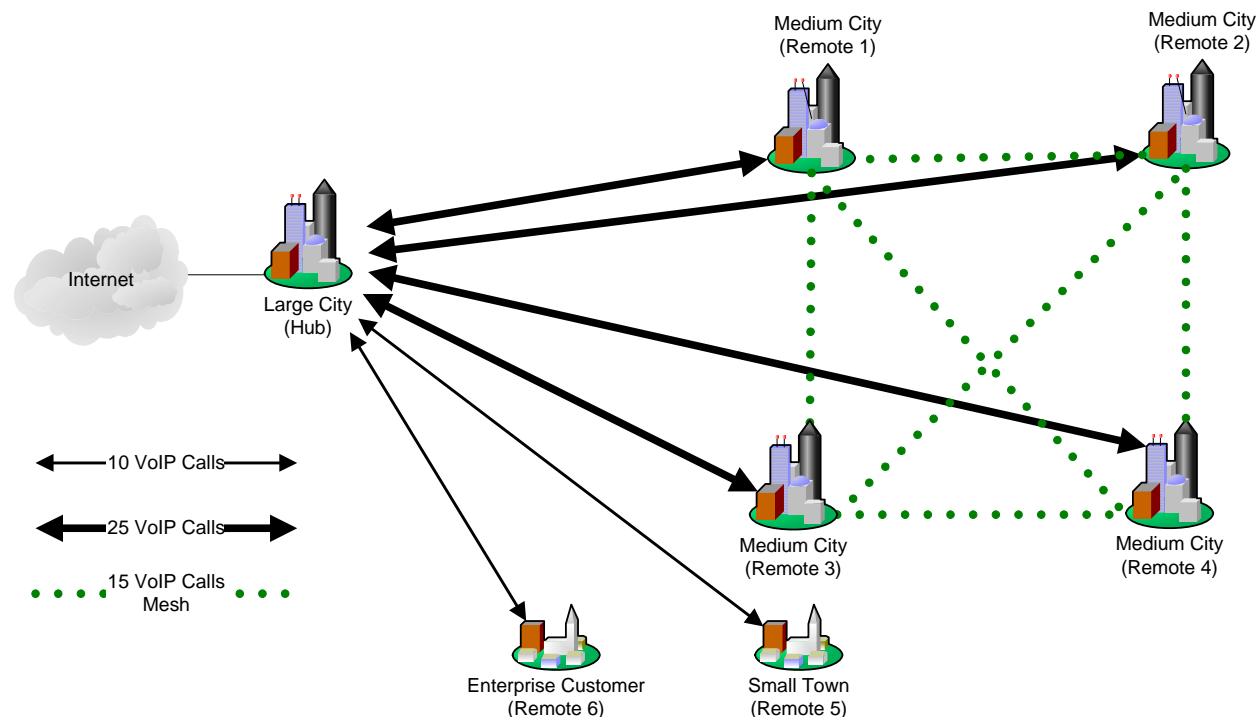 Medium City
(Remote 1)
Medium City
(Remote 2)
Internet
Large City
(Hub)
10 VoIP Calls
25 VoIP Calls
15 VoIP Calls
Mesh
Medium City
(Remote 3)
Medium City
(Remote 4)
Enterprise Customer
(Remote 6)
Small Town
(Remote 5)